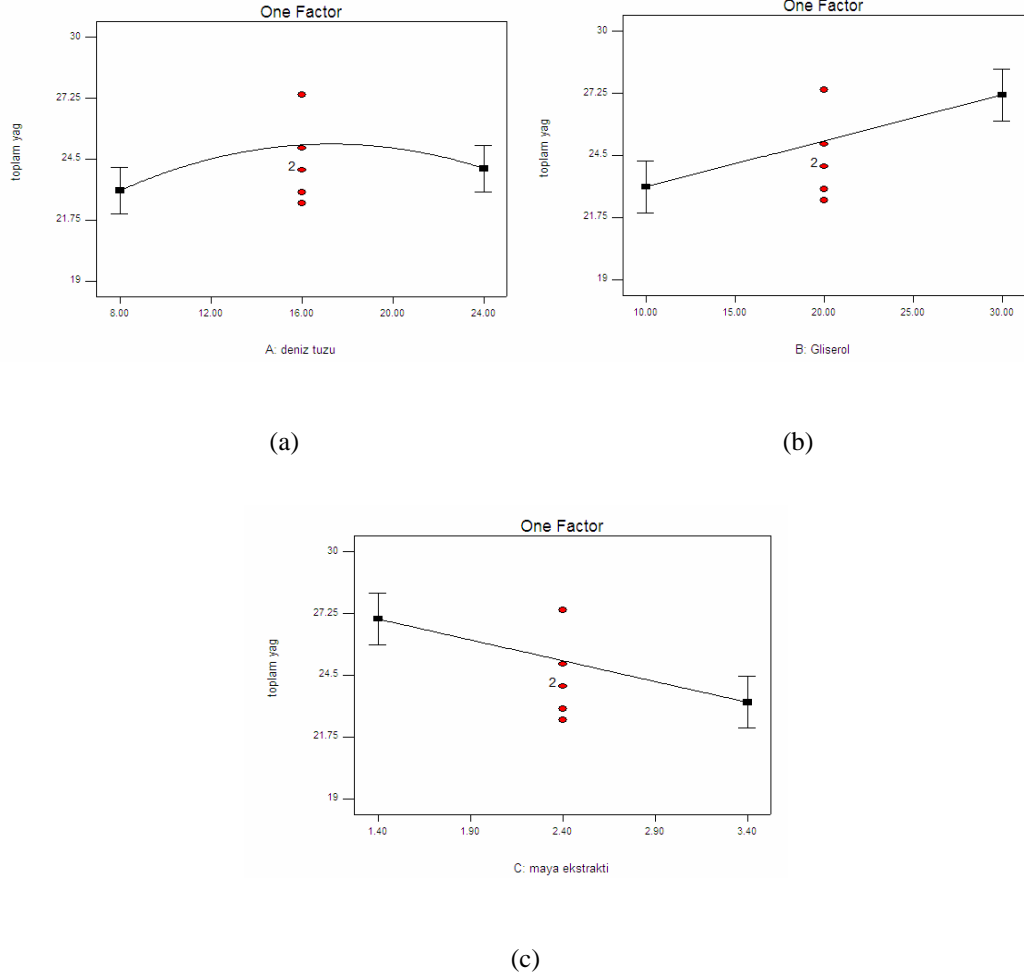 One Factor
30
27.25
24.5
21.75
19
toplam yag
2
8.00 12.00 16.00 20.00 24.00
A: deniz tuzu
One Factor
30
27.25
24.5
21.75
19
toplam yag
2
10.00 15.00 20.00 25.00 30.00
B: Gliserol
(a) (b)
One Factor
30
27.25
24.5
21.75
19
toplam yag
2
1.40 1.90 2.40 2.90 3.40
C: maya ekstrakti
(c)